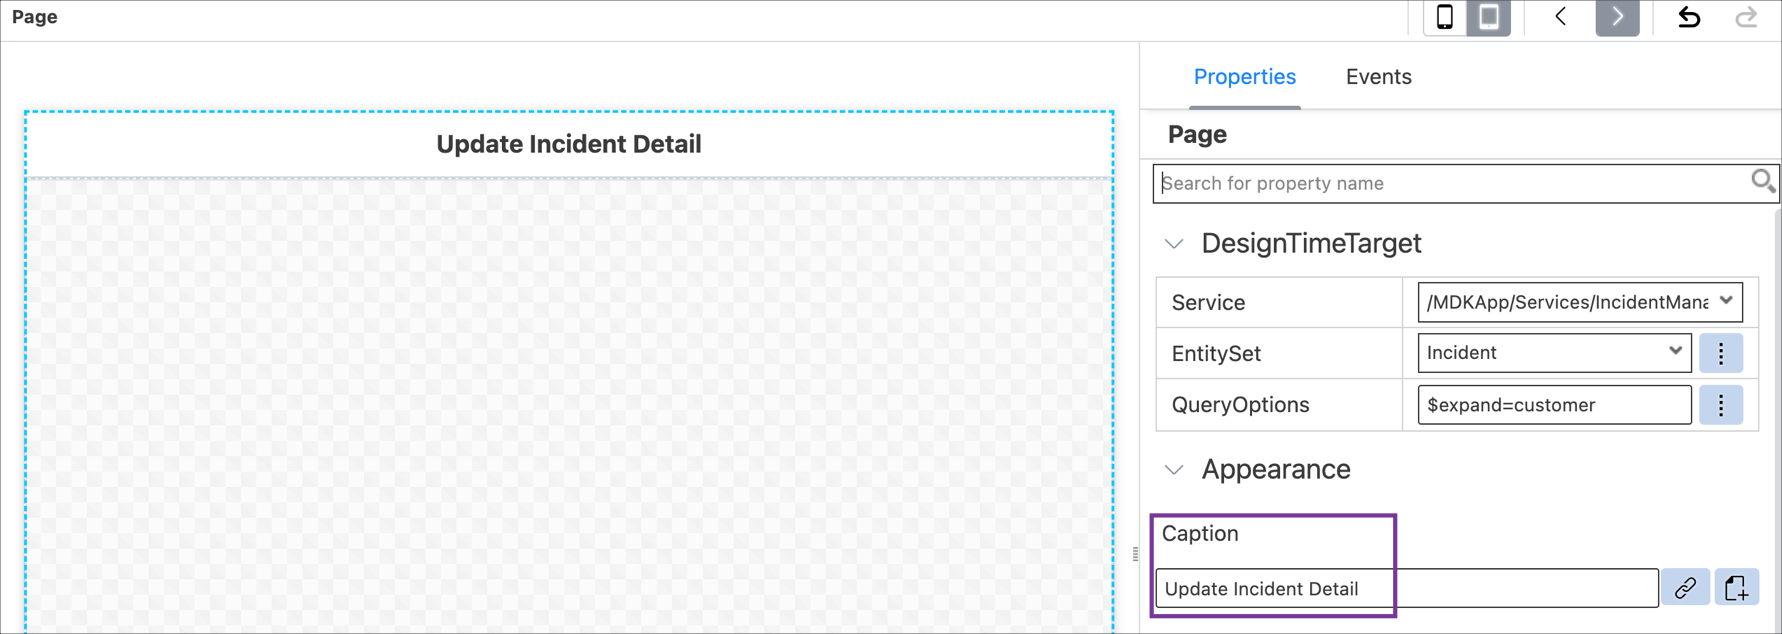 Page
Properties Events
Update Incident Detail
Page
Search for property name
DesignTimeTarget
Service /MDKApp/Services/IncidentMana
EntitySet Incident
QueryOptions $expand=customer
Appearance
Caption
Update Incident Detail